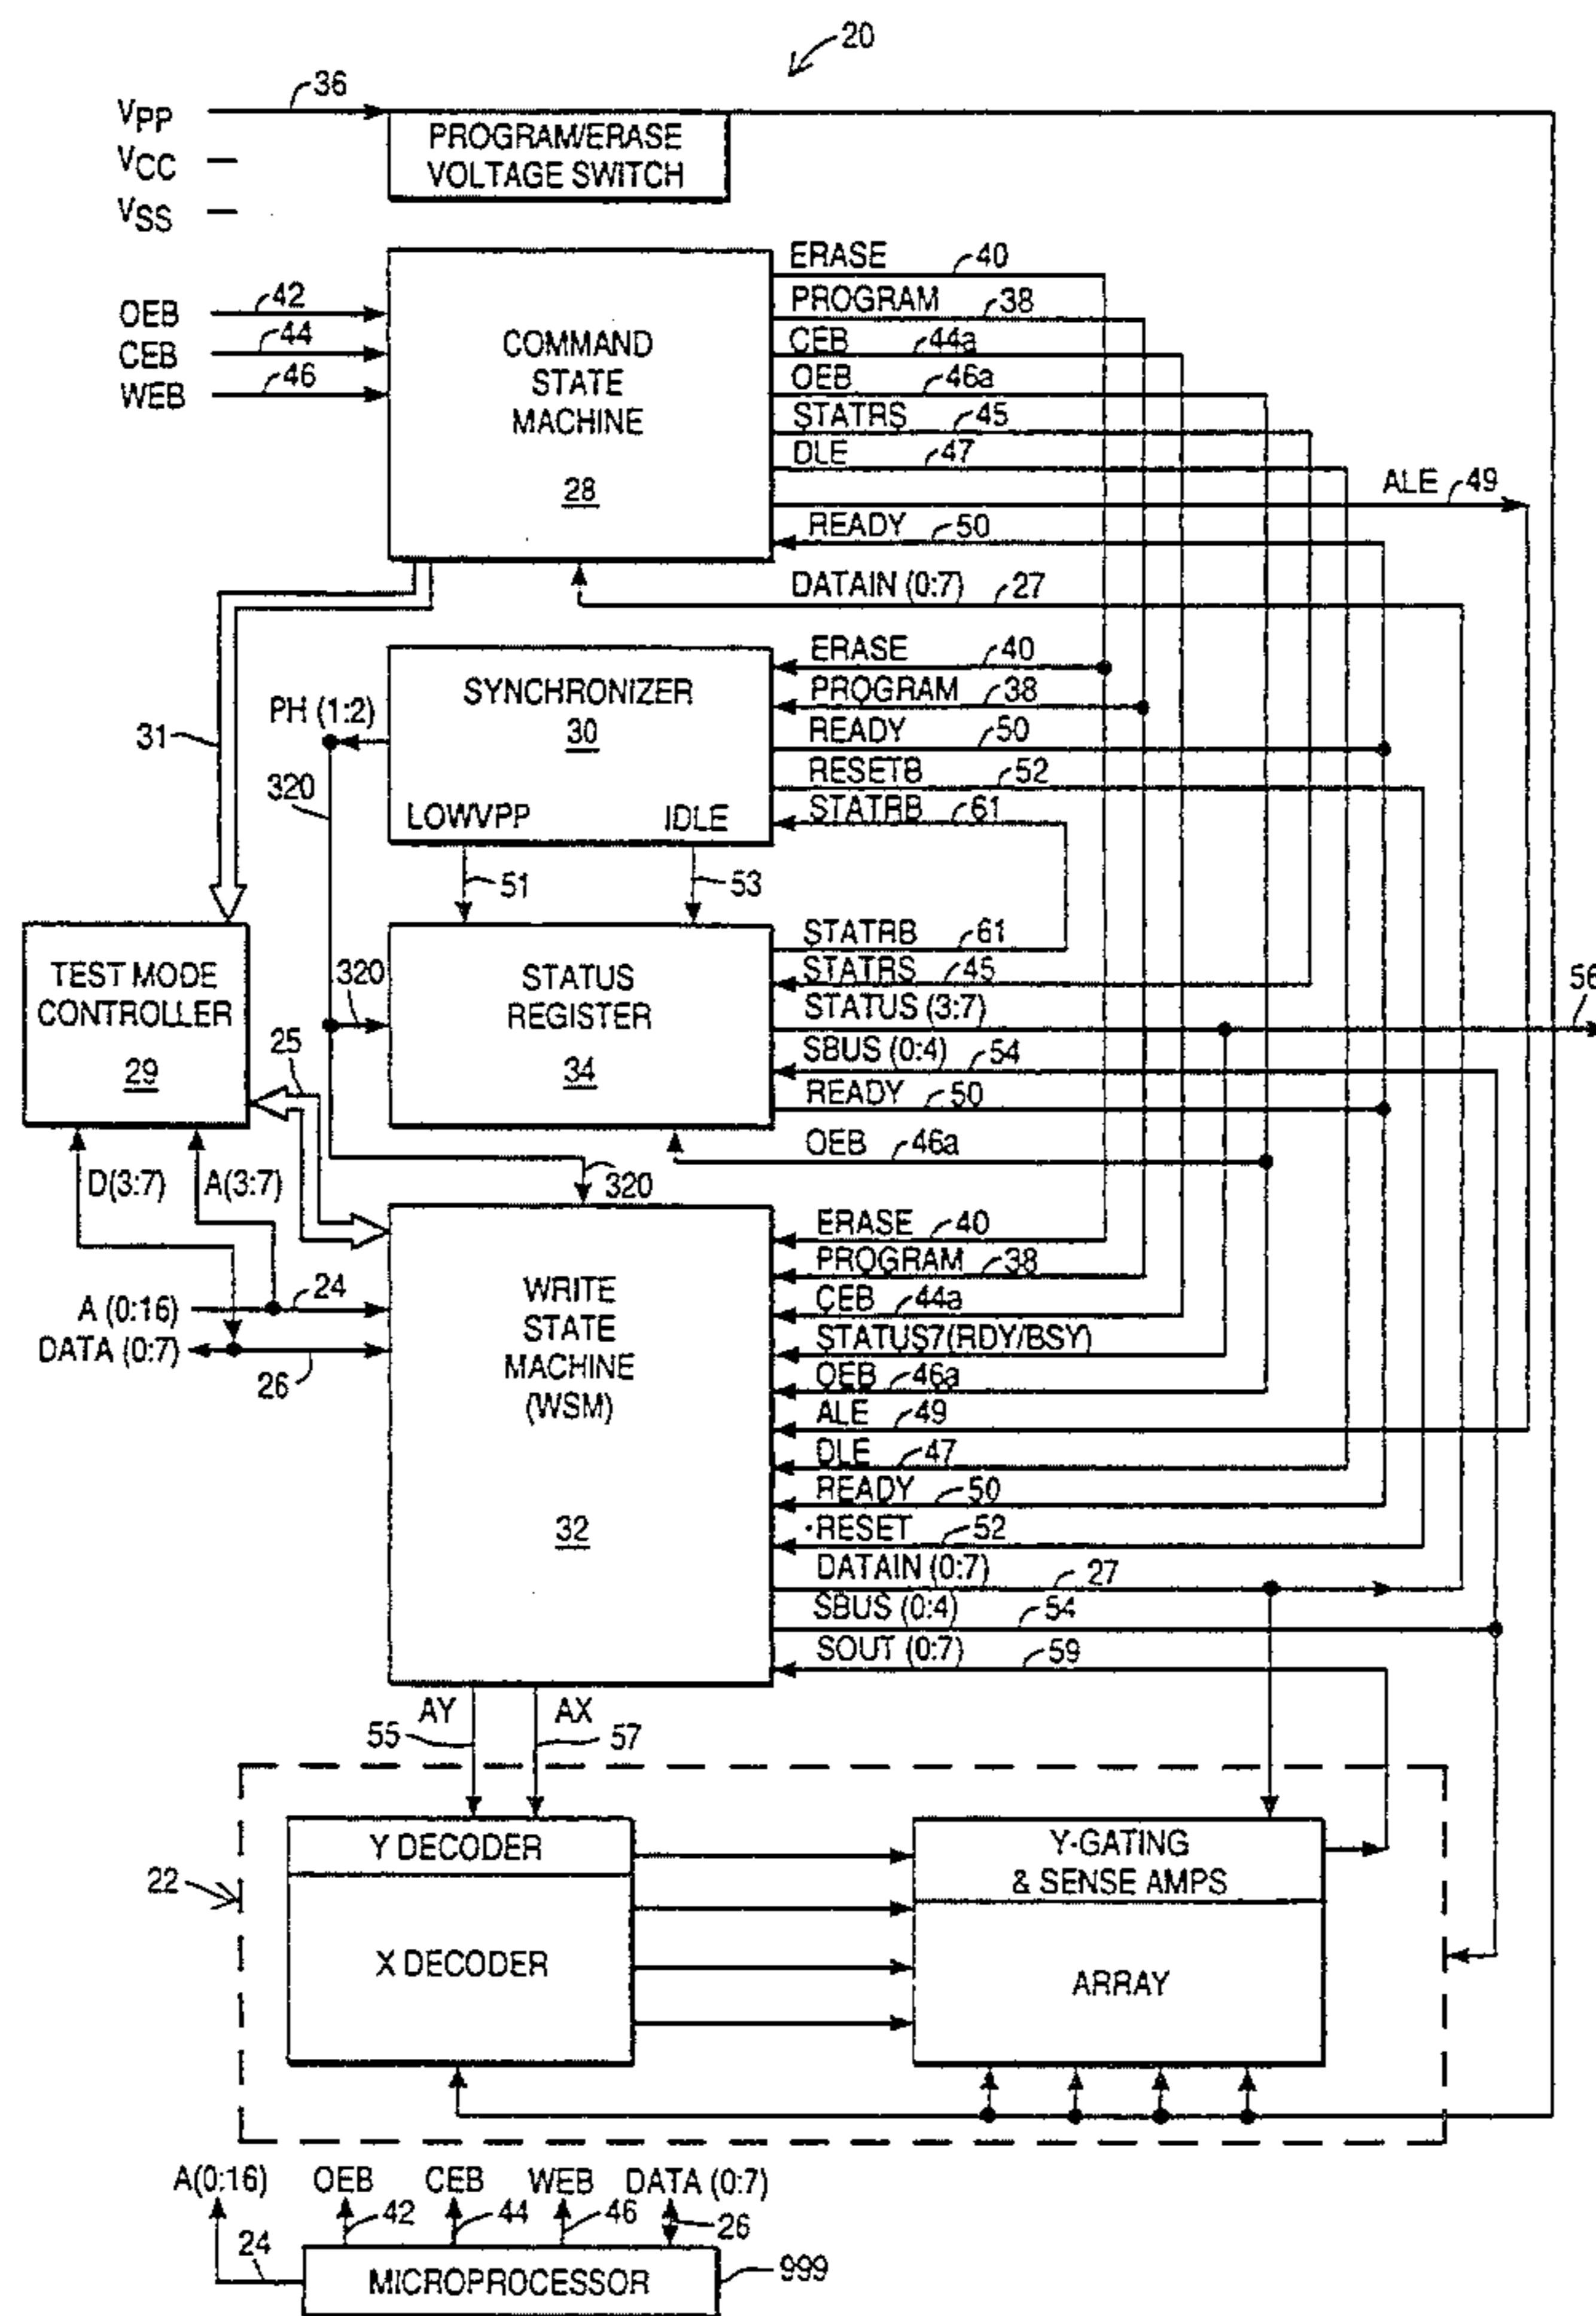 20
VPP
36
VCC
VSS
PROGRAM/ERASE
VOLTAGE SWITCH
OEB
42
CEB
44
WEB
46
COMMAND
STATE
MACHINE
28
ERASE 40
PROGRAM 38
CEB 44a
OEB 46a
STATRS 45
DLE 47
ALE 49
READY 50
DATAIN (0:7) 27
31
SYNCHRONIZER
30
PH (1:2)
320
LOWVPP IDLE
ERASE 40
PROGRAM 38
READY 50
RESETB 52
STATRB 61
51
53
TEST MODE
CONTROLLER
29
320
25
STATUS
REGISTER
34
STATRB 61
STATRS 45
STATUS (3:7)
56
SBUS (0:4) 54
READY 50
OEB 46a
D(3:7)
A(3:7)
320
A (0:16)
24
DATA (0:7)
26
WRITE
STATE
MACHINE
(WSM)
32
ERASE 40
PROGRAM 38
CEB 44a
STATUS7(RDY/BSY)
OEB 46a
ALE 49
DLE 47
READY 50
RESET 52
DATAIN (0:7) 27
SBUS (0:4) 54
SOUT (0:7) 59
AY
55
AX
57
22
Y DECODER
X DECODER
Y-GATING
& SENSE AMPS
ARRAY
A(0:16) OEB CEB WEB DATA (0:7)
24
42
44
46
26
MICROPROCESSOR
999